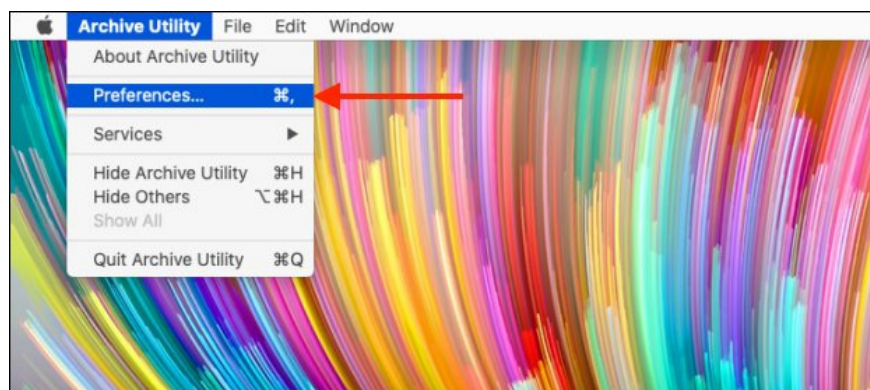 Archive Utility File Edit Window
About Archive Utility
Preferences... ⌘,
Services ▶
Hide Archive Utility ⌘H
Hide Others ⌥⌘H
Show All
Quit Archive Utility ⌘Q